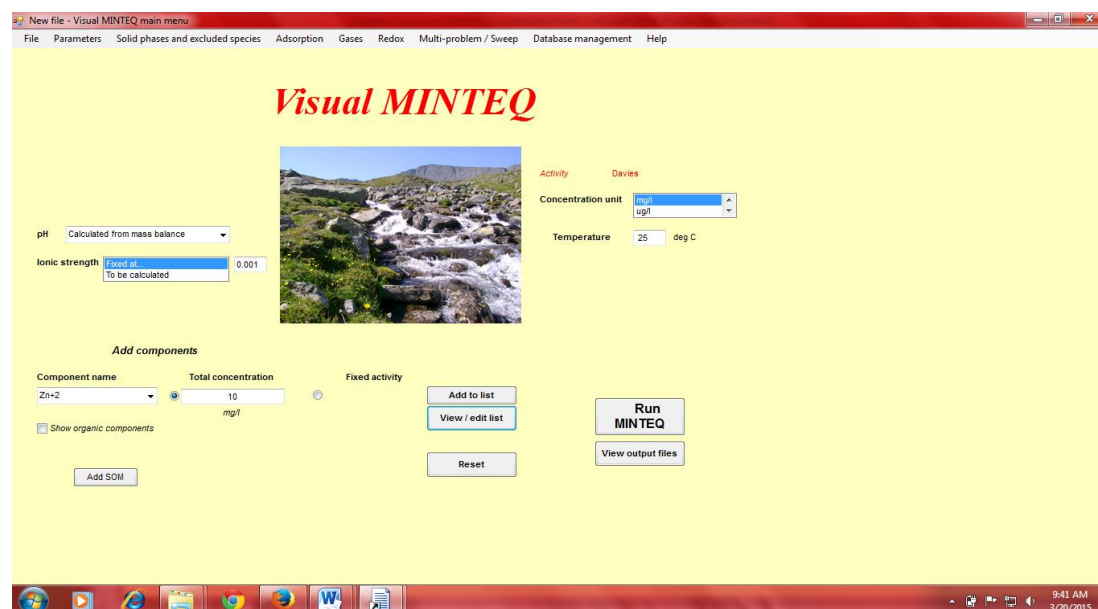 New file - Visual MINTEQ main menu
File Parameters Solid phases and excluded species Adsorption Gases Redox Multi-problem / Sweep Database management Help
Visual MINTEQ
Activity Davies
Concentration unit mg/l
ug/l
pH Calculated from mass balance
Temperature 25 deg C
Ionic strength Fixed at... 0.001
To be calculated
Add components
Component name Total concentration Fixed activity
Zn+2 10 Add to list
mg/l
View / edit list
Run
MINTEQ
Show organic components
View output files
Reset
Add SOM
9:41 AM
3/20/2015